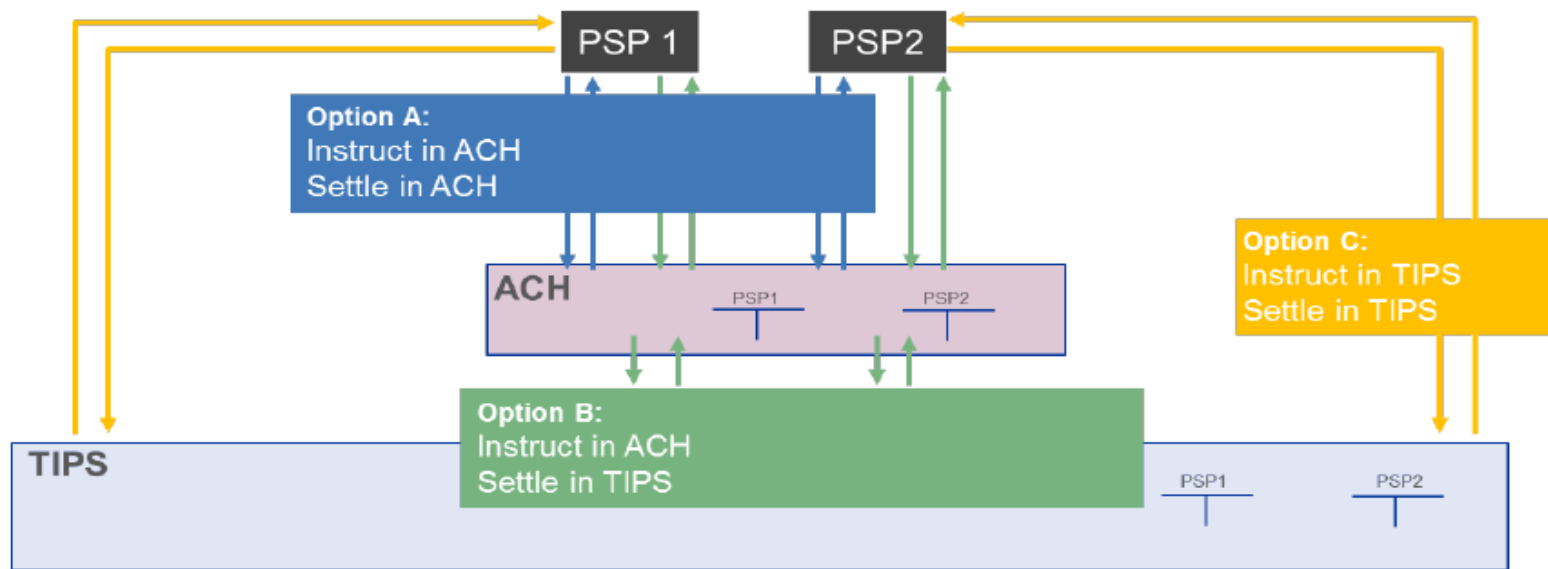 PSP 1
PSP2
Option A:
Instruct in ACH
Settle in ACH
Option C:
Instruct in TIPS
Settle in TIPS
ACH
PSP1
PSP2
Option B:
Instruct in ACH
Settle in TIPS
TIPS
PSP1
PSP2